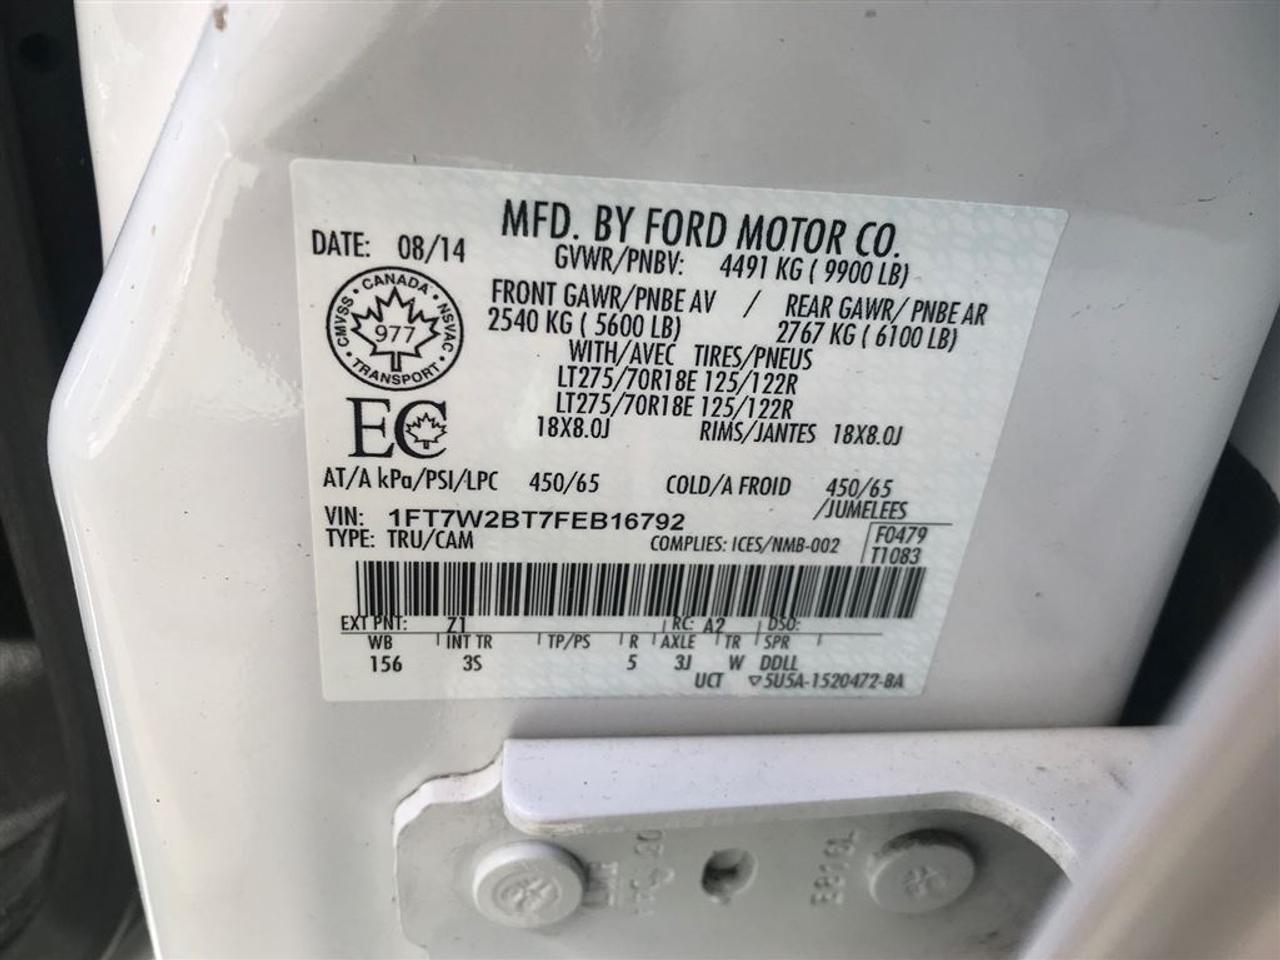 MFD. BY FORD MOTOR CO.
DATE: 08/14
GVWR/PNBV: 4491 KG ( 9900 LB)
FRONT GAWR/PNBE AV / REAR GAWR/ PNBE AR
2540 KG ( 5600 LB) 2767 KG ( 6100 LB)
WITH/AVEC TIRES/PNEUS
LT275/70R18E 125/122R
LT275/70R18E 125/122R
18X8.0J RIMS/JANTES 18X8.0J
CMVSS · CANADA · NSVAC · TRANSPORT ·
977
EC
AT/A kPa/PSI/LPC 450/65 COLD/A FROID 450/65
/JUMELEES
VIN: 1FT7W2BT7FEB16792
TYPE: TRU/CAM COMPLIES: ICES/NMB-002
F0479
T1083
EXT PNT: Z1 RC: A2 DSO:
WB INT TR TP/PS R AXLE TR SPR
156 3S 5 3J W DDLL
UCT 5U5A-1520472-BA